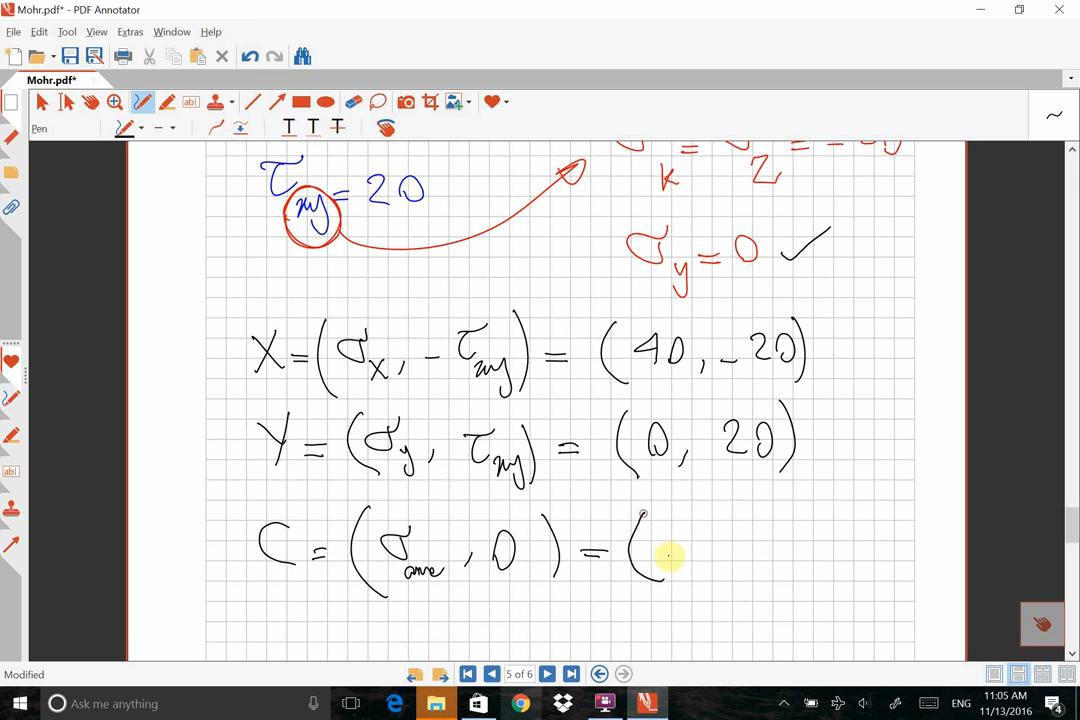 Mohr.pdf* - PDF Annotator
File Edit Tool View Extras Window Help
Mohr.pdf*
Pen
τxy = 20
K = Z =
σy = 0 ✓
X = (σx, -τxy) = (40, -20)
Y = (σy, τxy) = (0, 20)
C = (σave, 0) = (
Modified
5 of 6
Ask me anything
ENG
11:05 AM
11/13/2016
4